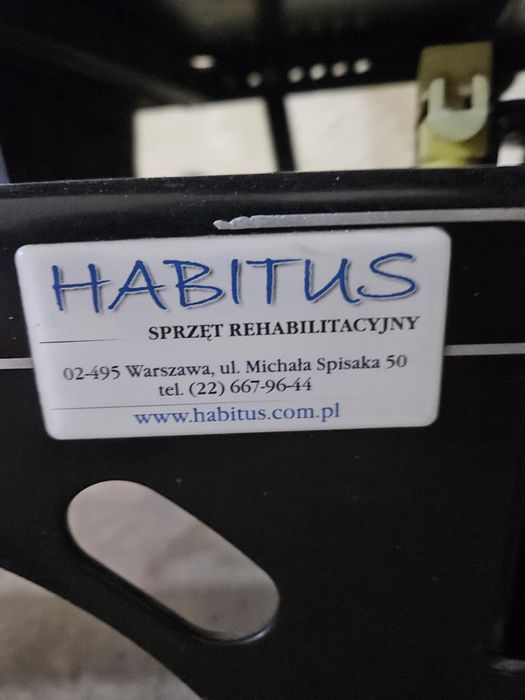 HABITUS
SPRZĘT REHABILITACYJNY
02-495 Warszawa, ul. Michała Spisaka 50
tel. (22) 667-96-44
www.habitus.com.pl